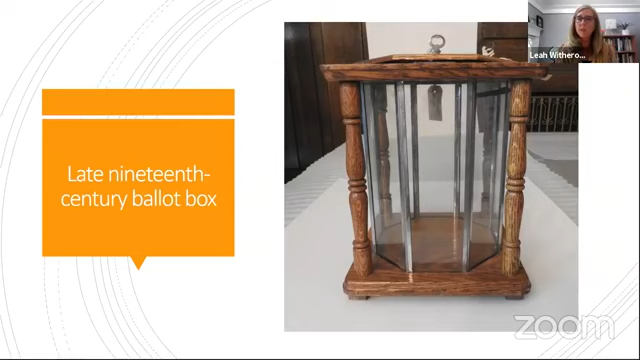 Late nineteenth-
century ballot box
Leah Withero...
zoom